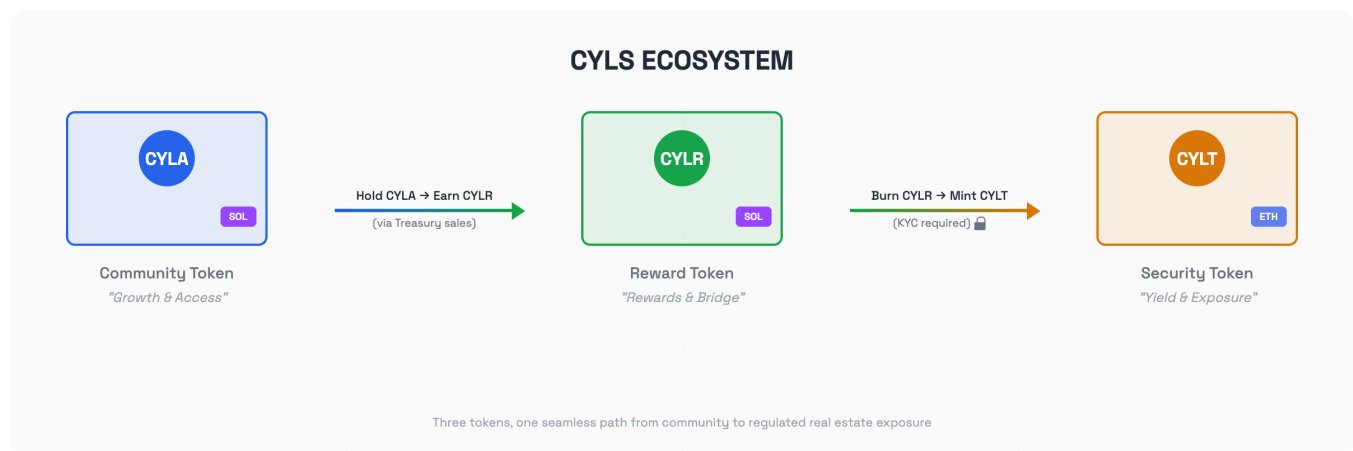 CYLS ECOSYSTEM
CYLA
SOL
Community Token
"Growth & Access"
Hold CYLA → Earn CYLR
(via Treasury sales)
CYLR
SOL
Reward Token
"Rewards & Bridge"
Burn CYLR → Mint CYLT
(KYC required) 🔒
CYLT
ETH
Security Token
"Yield & Exposure"
Three tokens, one seamless path from community to regulated real estate exposure